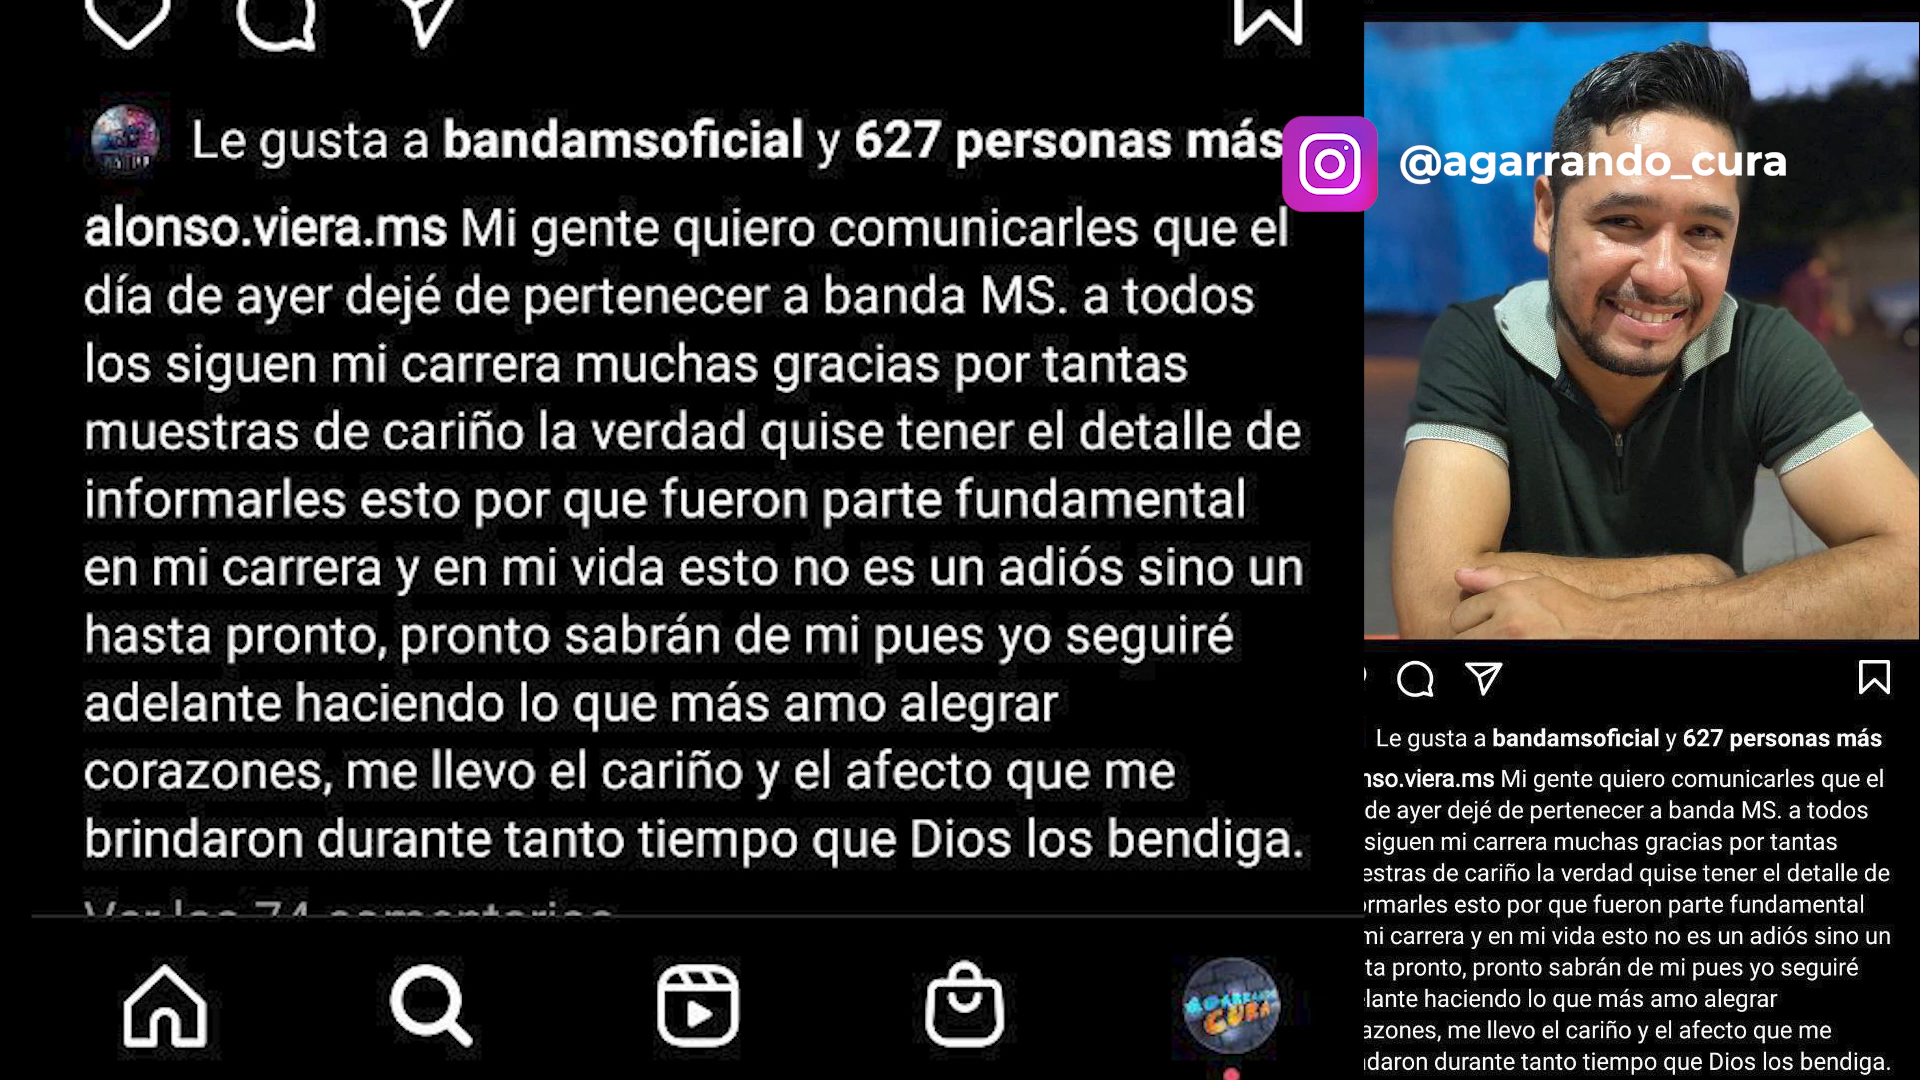 Le gusta a bandamsoficial y 627 personas más
alonso.viera.ms Mi gente quiero comunicarles que el
día de ayer dejé de pertenecer a banda MS. a todos
los siguen mi carrera muchas gracias por tantas
muestras de cariño la verdad quise tener el detalle de
informarles esto por que fueron parte fundamental
en mi carrera y en mi vida esto no es un adiós sino un
hasta pronto, pronto sabrán de mi pues yo seguiré
adelante haciendo lo que más amo alegrar
corazones, me llevo el cariño y el afecto que me
brindaron durante tanto tiempo que Dios los bendiga.
Ver los 74 comentarios
AGARRANDO
CURA
@agarrando_cura
Le gusta a bandamsoficial y 627 personas más
nso.viera.ms Mi gente quiero comunicarles que el
de ayer dejé de pertenecer a banda MS. a todos
siguen mi carrera muchas gracias por tantas
estras de cariño la verdad quise tener el detalle de
ormarles esto por que fueron parte fundamental
mi carrera y en mi vida esto no es un adiós sino un
ta pronto, pronto sabrán de mi pues yo seguiré
lante haciendo lo que más amo alegrar
azones, me llevo el cariño y el afecto que me
daron durante tanto tiempo que Dios los bendiga.